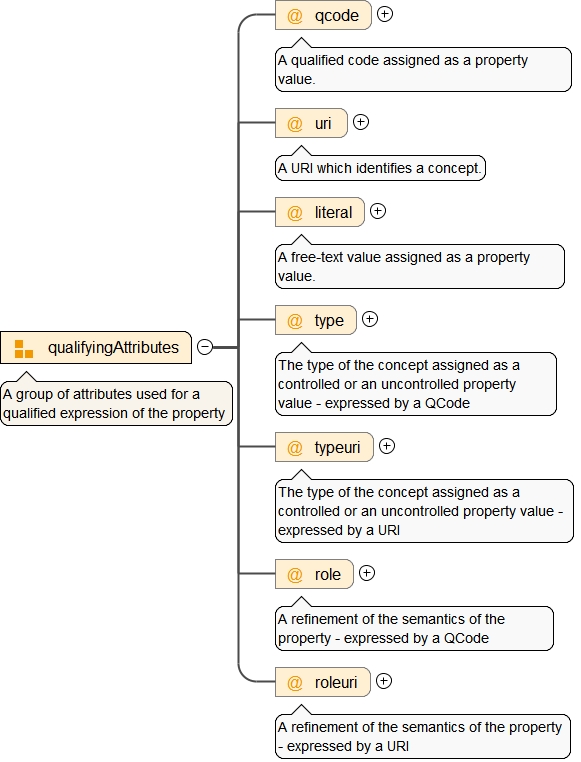 @ qcode
A qualified code assigned as a property
value.
@ uri
A URI which identifies a concept.
@ literal
A free-text value assigned as a property
value.
qualifyingAttributes
A group of attributes used for a
qualified expression of the property
@ type
The type of the concept assigned as a
controlled or an uncontrolled property
value - expressed by a QCode
@ typeuri
The type of the concept assigned as a
controlled or an uncontrolled property value -
expressed by a URI
@ role
A refinement of the semantics of the
property - expressed by a QCode
@ roleuri
A refinement of the semantics of the property
- expressed by a URI